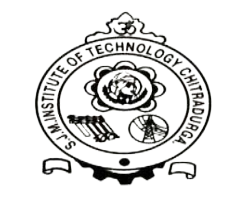 ॐ
S.J.M.INSTITUTE OF TECHNOLOGY CHITRADURGA.